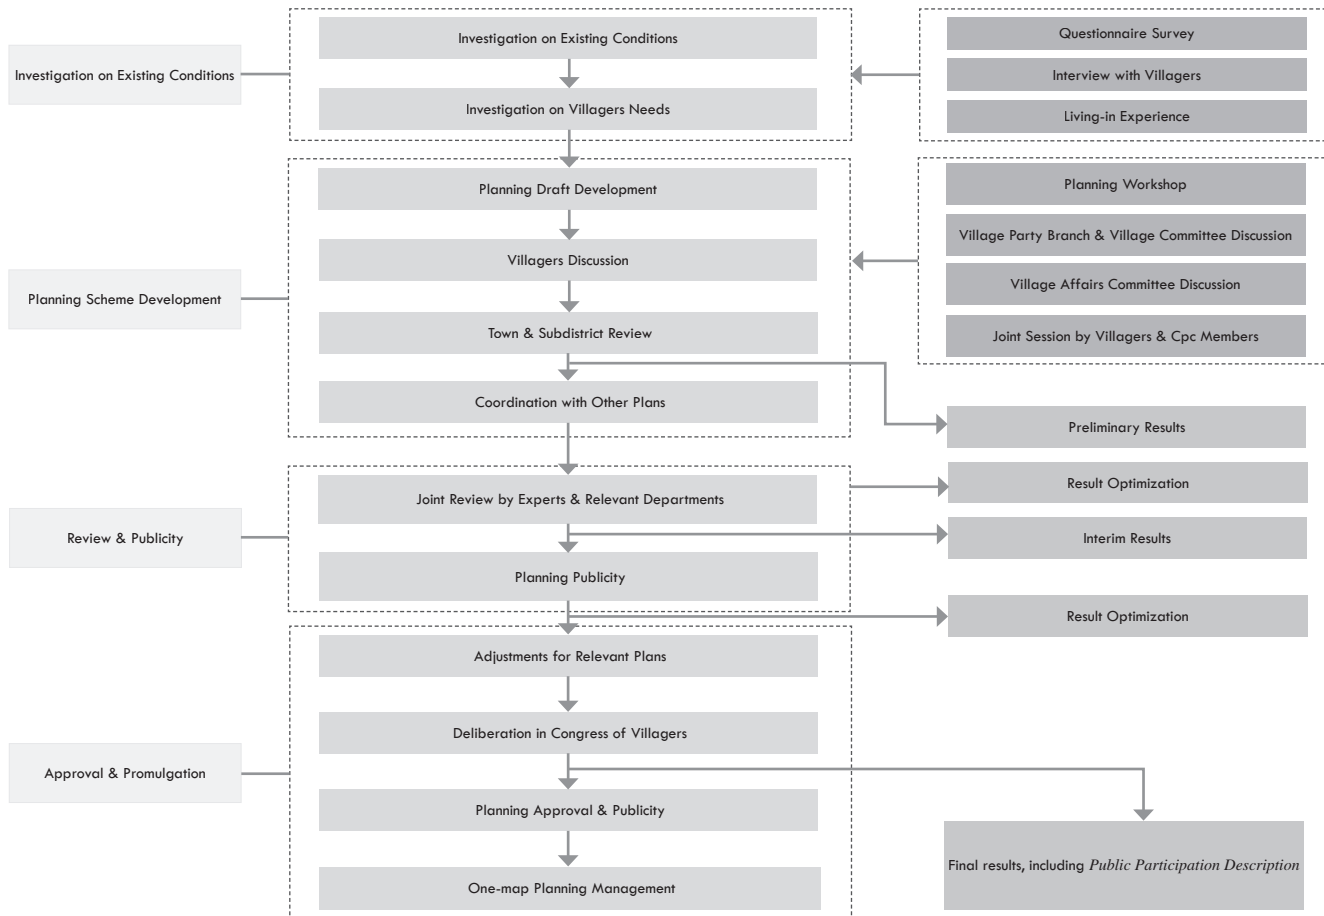 Investigation on Existing Conditions
Investigation on Existing Conditions
Investigation on Villagers Needs
Questionnaire Survey
Interview with Villagers
Living-in Experience
Planning Scheme Development
Planning Draft Development
Villagers Discussion
Town & Subdistrict Review
Coordination with Other Plans
Planning Workshop
Village Party Branch & Village Committee Discussion
Village Affairs Committee Discussion
Joint Session by Villagers & Cpc Members
Preliminary Results
Review & Publicity
Joint Review by Experts & Relevant Departments
Planning Publicity
Result Optimization
Interim Results
Result Optimization
Approval & Promulgation
Adjustments for Relevant Plans
Deliberation in Congress of Villagers
Planning Approval & Publicity
One-map Planning Management
Final results, including Public Participation Description